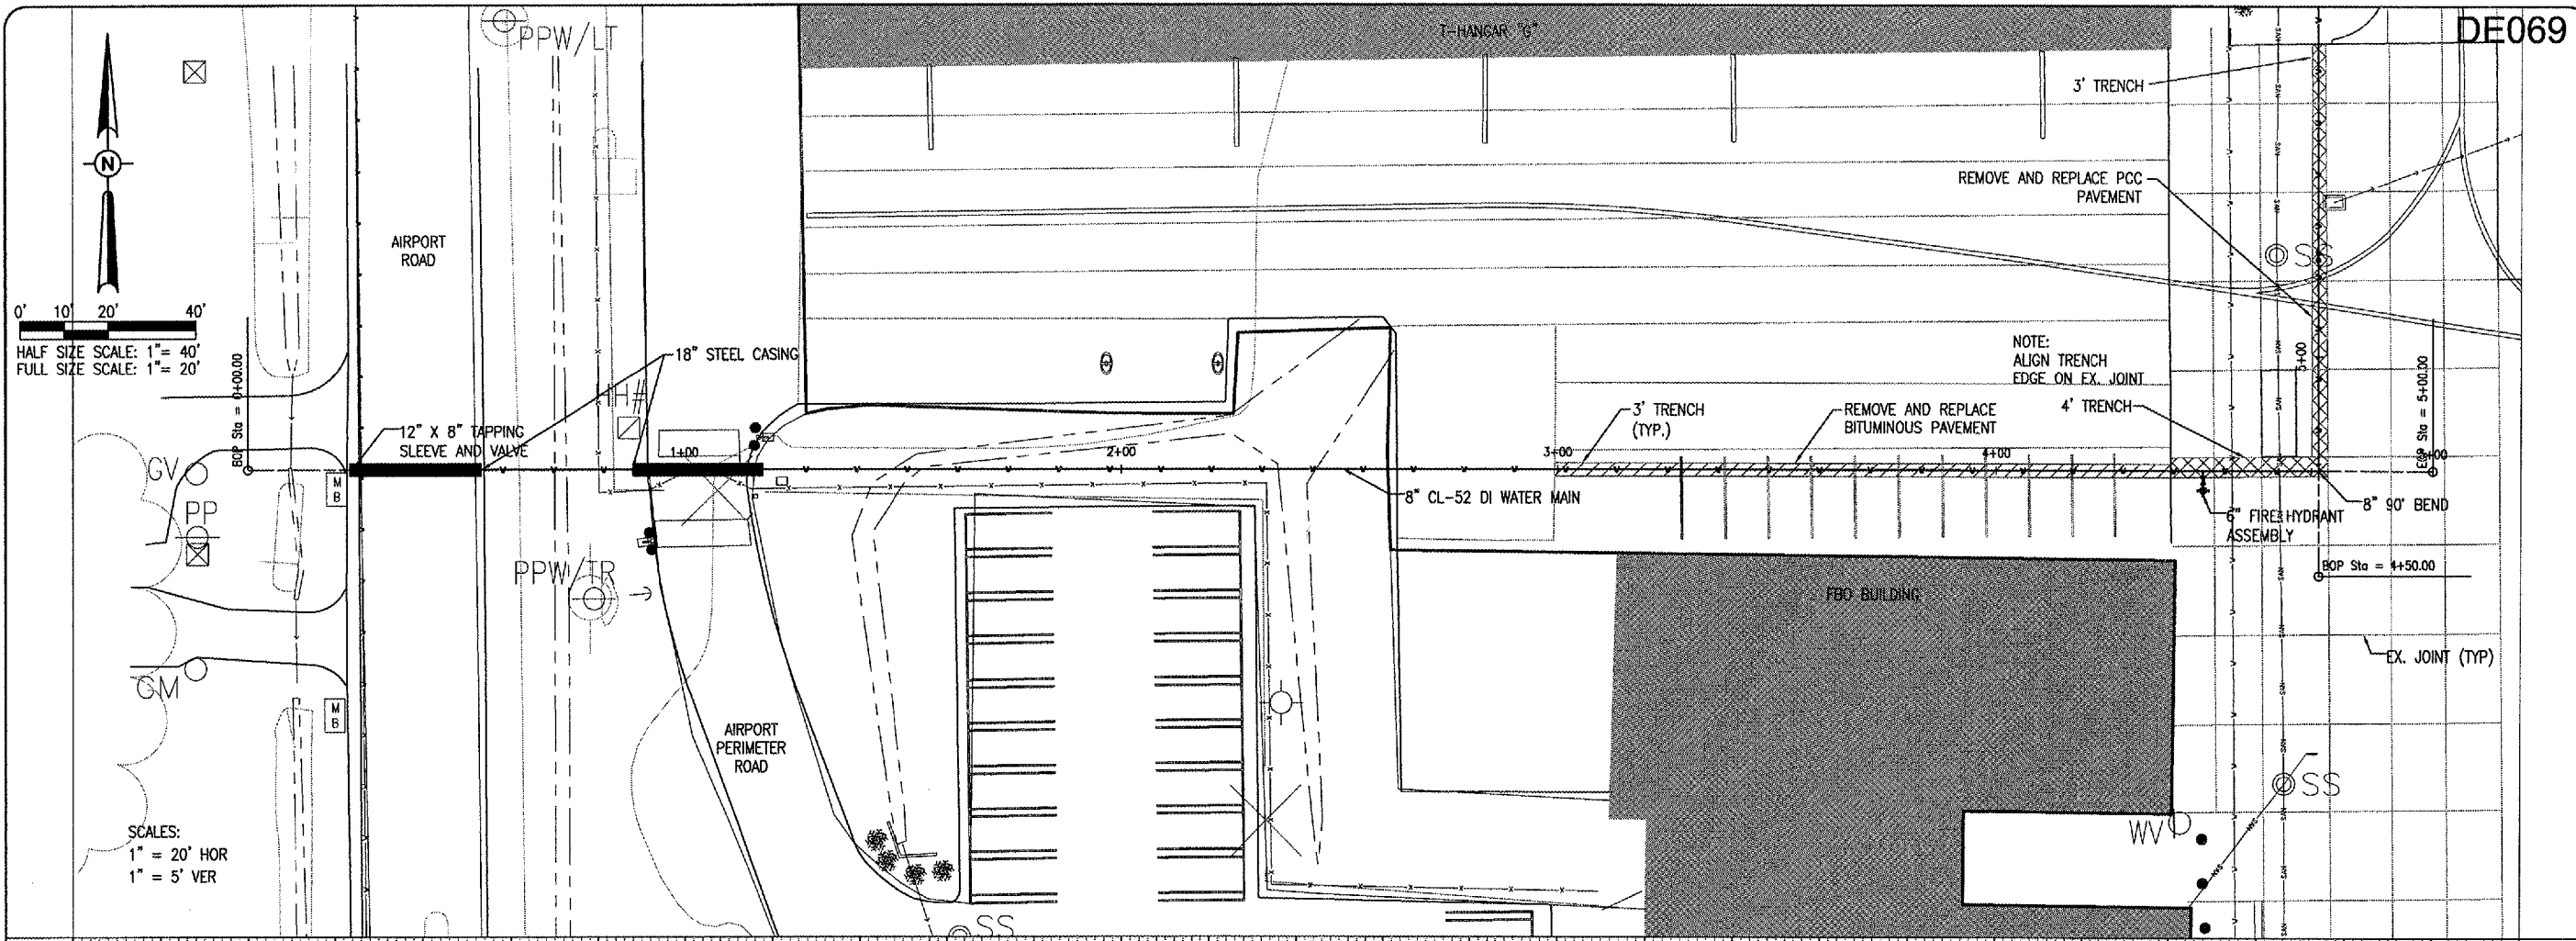 DE069
PPW/LT
T-HANGAR "G"
3' TRENCH
N
REMOVE AND REPLACE PCC
PAVEMENT
AIRPORT
ROAD
SS
0' 10' 20' 40'
HALF SIZE SCALE: 1"= 40'
FULL SIZE SCALE: 1"= 20'
18" STEEL CASING
NOTE:
ALIGN TRENCH
EDGE ON EX. JOINT
5+00
BOP Sta = 0+00.00
EOP Sta = 5+00.00
HH#
12" X 8" TAPPING
SLEEVE AND VALVE
3' TRENCH
(TYP.)
REMOVE AND REPLACE
BITUMINOUS PAVEMENT
4' TRENCH
1+00
2+00
3+00
4+00
GV
M
B
8" CL-52 DI WATER MAIN
8" 90° BEND
6" FIRE HYDRANT
ASSEMBLY
PP
BOP Sta = 4+50.00
PPW/TR
FBO BUILDING
EX. JOINT (TYP)
GM
M
B
AIRPORT
PERIMETER
ROAD
SS
WV
SCALES:
1" = 20' HOR
1" = 5' VER
SAN
SS